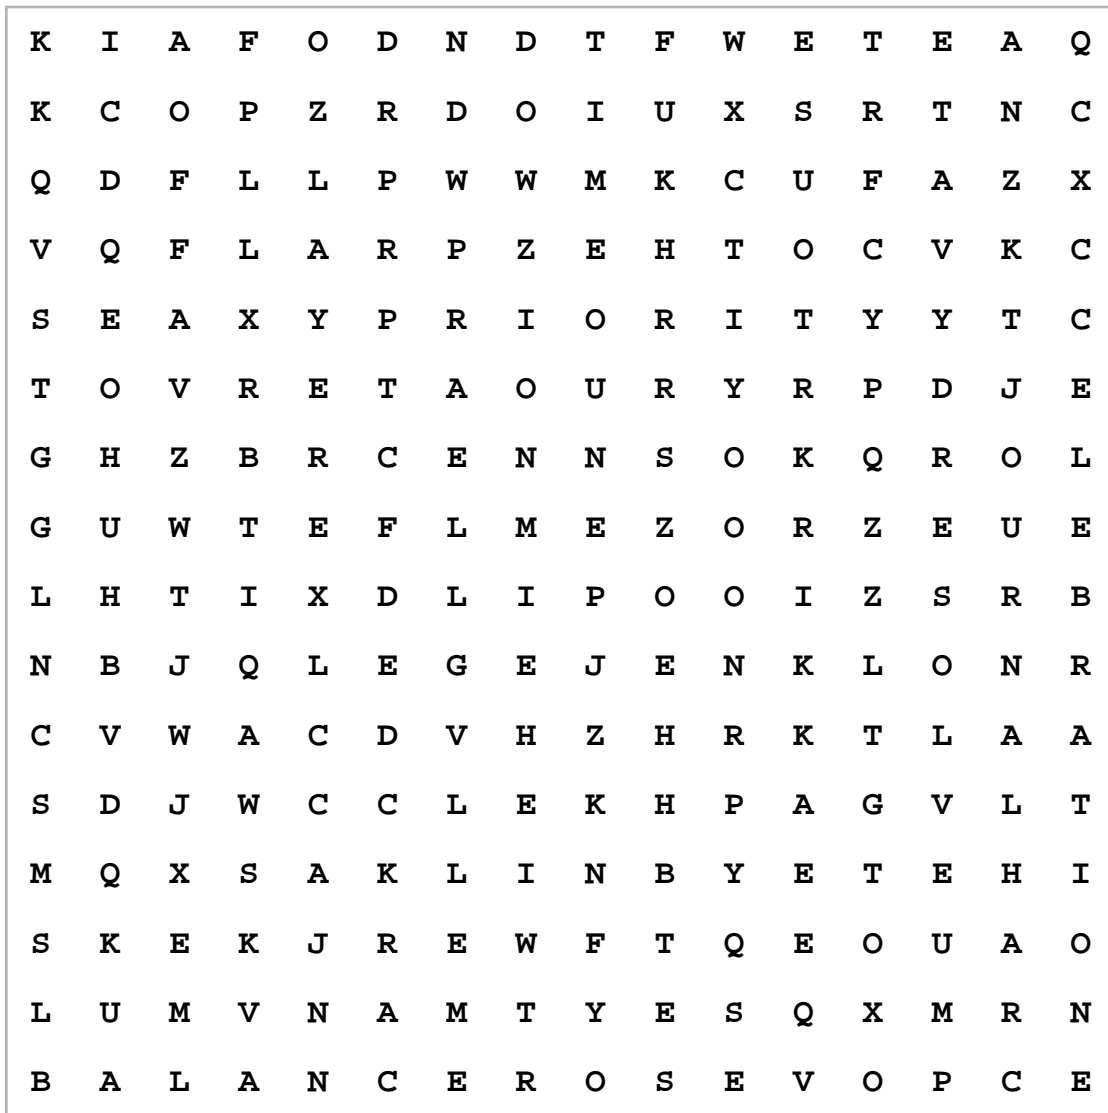 K I A F O D N D T F W E T E A Q
K C O P Z R D O I U X S R T N C
Q D F L L P W W M K C U F A Z X
V Q F L A R P Z E H T O C V K C
S E A X Y P R I O R I T Y Y T C
T O V R E T A O U R Y R P D J E
G H Z B R C E N N S O K Q R O L
G U W T E F L M E Z O R Z E U E
L H T I X D L I P O O I Z S R B
N B J Q L E G E J E N K L O N R
C V W A C D V H Z H R K T L A A
S D J W C C L E K H P A G V L T
M Q X S A K L I N B Y E T E H I
S K E K J R E W F T Q E O U A O
L U M V N A M T Y E S Q X M R N
B A L A N C E R O S E V O P C E